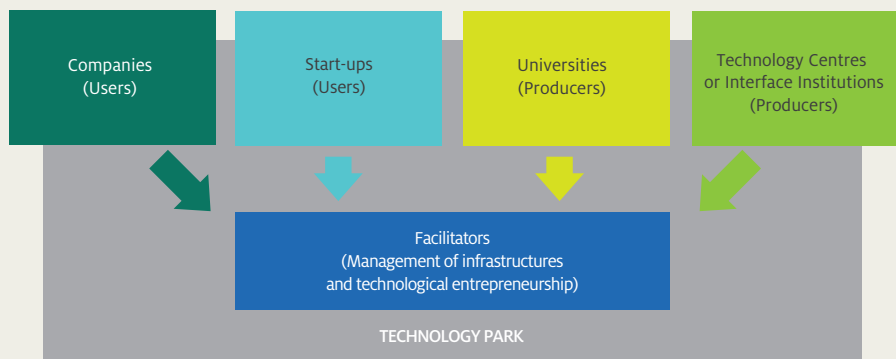 Companies
(Users)
Start-ups
(Users)
Universities
(Producers)
Technology Centres
or Interface Institutions
(Producers)
Facilitators
(Management of infrastructures
and technological entrepreneurship)
TECHNOLOGY PARK